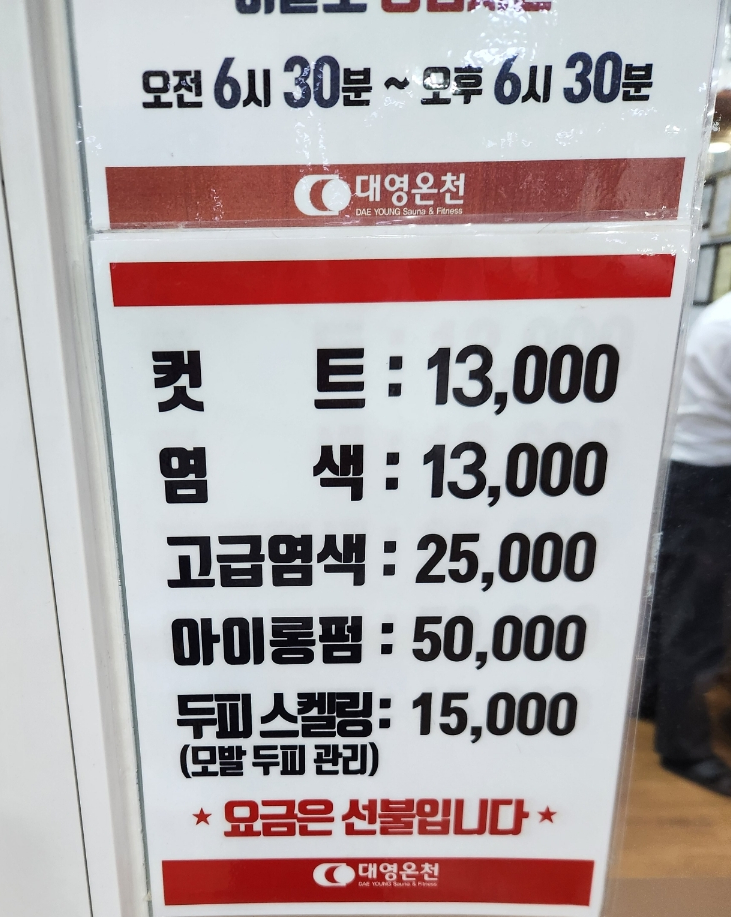 오전 6시 30분 ~ 오후 6시 30분
대영온천
DAE YOUNG Sauna & Fitness
컷 트 : 13,000
염 색 : 13,000
고급염색 : 25,000
아이롱펌 : 50,000
두피 스켈링 : 15,000
(모발 두피 관리)
★ 요금은 선불입니다 ★
대영온천
DAE YOUNG Sauna & Fitness